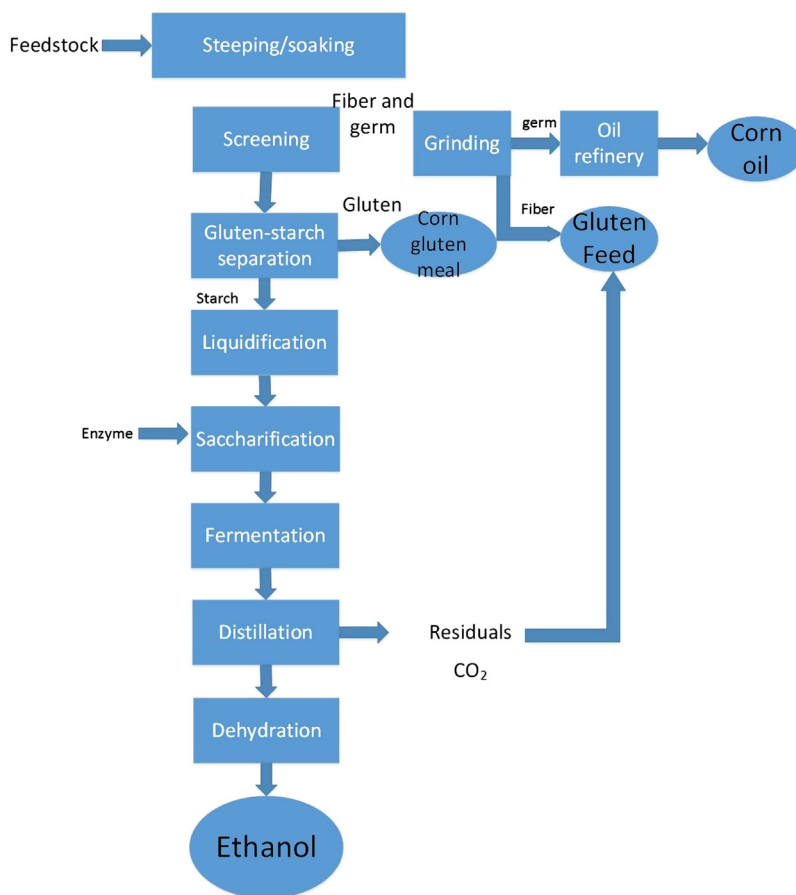 Feedstock
Steeping/soaking
Fiber and
germ
Screening
Grinding
germ
Oil
refinery
Corn
oil
Gluten
Gluten-starch
separation
Corn
gluten
meal
Fiber
Gluten
Feed
Starch
Liquidification
Enzyme
Saccharification
Fermentation
Distillation
Residuals
CO₂
Dehydration
Ethanol